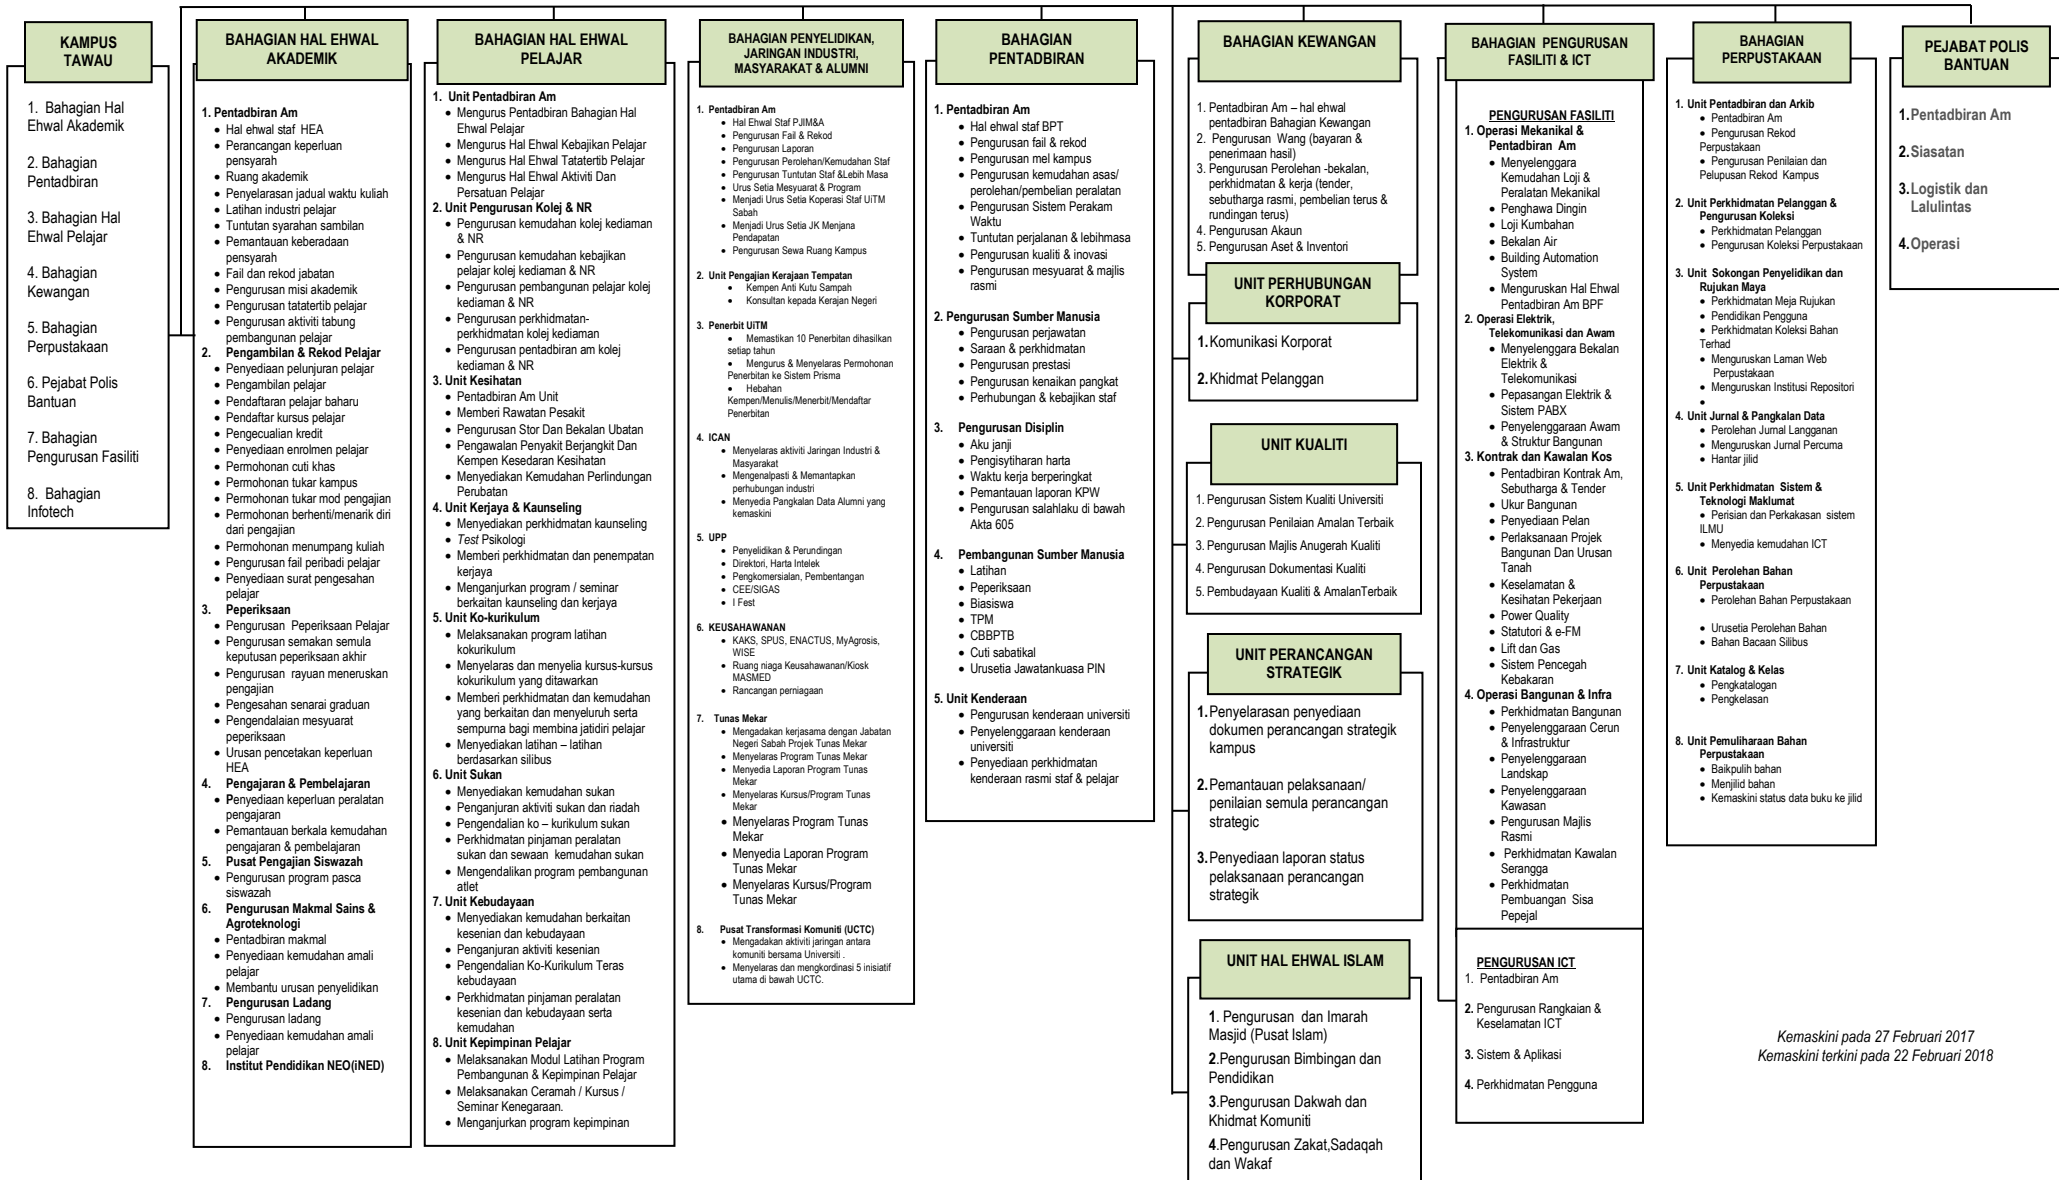 KAMPUS
TAWAU
1. Bahagian Hal
Ehwal Akademik
2. Bahagian
Pentadbiran
3. Bahagian Hal
Ehwal Pelajar
4. Bahagian
Kewangan
5. Bahagian
Perpustakaan
6. Pejabat Polis
Bantuan
7. Bahagian
Pengurusan Fasiliti
8. Bahagian
Infotech
BAHAGIAN HAL EHWAL
AKADEMIK
1. Pentadbiran Am
• Hal ehwal staf HEA
• Perancangan keperluan
pensyarah
• Ruang akademik
• Penyelarasan jadual waktu kuliah
• Latihan industri pelajar
• Tuntutan syarahan sambilan
• Pemantauan keberadaan
pensyarah
• Fail dan rekod jabatan
• Pengurusan misi akademik
• Pengurusan tatatertib pelajar
• Pengurusan aktiviti tabung
pembangunan pelajar
2. Pengambilan & Rekod Pelajar
• Penyediaan pelunjuran pelajar
• Pengambilan pelajar
• Pendaftaran pelajar baharu
• Pendaftar kursus pelajar
• Pengecualian kredit
• Penyediaan enrolmen pelajar
• Permohonan cuti khas
• Permohonan tukar kampus
• Permohonan tukar mod pengajian
• Permohonan berhenti/menarik diri
dari pengajian
• Permohonan menumpang kuliah
• Pengurusan fail peribadi pelajar
• Penyediaan surat pengesahan
pelajar
3. Peperiksaan
• Pengurusan Peperiksaan Pelajar
• Pengurusan semakan semula
keputusan peperiksaan akhir
• Pengurusan rayuan meneruskan
pengajian
• Pengesahan senarai graduan
• Pengendalaian mesyuarat
peperiksaan
• Urusan pencetakan keperluan
HEA
4. Pengajaran & Pembelajaran
• Penyediaan keperluan peralatan
pengajaran
• Pemantauan berkala kemudahan
pengajaran & pembelajaran
5. Pusat Pengajian Siswazah
• Pengurusan program pasca
siswazah
6. Pengurusan Makmal Sains &
Agroteknologi
• Pentadbiran makmal
• Penyediaan kemudahan amali
pelajar
• Membantu urusan penyelidikan
7. Pengurusan Ladang
• Pengurusan ladang
• Penyediaan kemudahan amali
pelajar
8. Institut Pendidikan NEO(iNED)
BAHAGIAN HAL EHWAL
PELAJAR
1. Unit Pentadbiran Am
• Mengurus Pentadbiran Bahagian Hal
Ehwal Pelajar
• Mengurus Hal Ehwal Kebajikan Pelajar
• Mengurus Hal Ehwal Tatatertib Pelajar
• Mengurus Hal Ehwal Aktiviti Dan
Persatuan Pelajar
2. Unit Pengurusan Kolej & NR
• Pengurusan kemudahan kolej kediaman
& NR
• Pengurusan kemudahan kebajikan
pelajar kolej kediaman & NR
• Pengurusan pembangunan pelajar kolej
kediaman & NR
• Pengurusan perkhidmatan-
perkhidmatan kolej kediaman
• Pengurusan pentadbiran am kolej
kediaman & NR
3. Unit Kesihatan
• Pentadbiran Am Unit
• Memberi Rawatan Pesakit
• Pengurusan Stor Dan Bekalan Ubatan
• Pengawalan Penyakit Berjangkit Dan
Kempen Kesedaran Kesihatan
• Menyediakan Kemudahan Perlindungan
Perubatan
4. Unit Kerjaya & Kaunseling
• Menyediakan perkhidmatan kaunseling
• Test Psikologi
• Memberi perkhidmatan dan penempatan
kerjaya
• Menganjurkan program / seminar
berkaitan kaunseling dan kerjaya
5. Unit Ko-kurikulum
• Melaksanakan program latihan
kokurikulum
• Menyelaras dan menyelia kursus-kursus
kokurikulum yang ditawarkan
• Memberi perkhidmatan dan kemudahan
yang berkaitan dan menyeluruh serta
sempurna bagi membina jatidiri pelajar
• Menyediakan latihan – latihan
berdasarkan silibus
6. Unit Sukan
• Menyediakan kemudahan sukan
• Penganjuran aktiviti sukan dan riadah
• Pengendalian ko – kurikulum sukan
• Perkhidmatan pinjaman peralatan
sukan dan sewaan kemudahan sukan
• Mengendalikan program pembangunan
atlet
7. Unit Kebudayaan
• Menyediakan kemudahan berkaitan
kesenian dan kebudayaan
• Penganjuran aktiviti kesenian
• Pengendalian Ko-Kurikulum Teras
kebudayaan
• Perkhidmatan pinjaman peralatan
kesenian dan kebudayaan serta
kemudahan
8. Unit Kepimpinan Pelajar
• Melaksanakan Modul Latihan Program
Pembangunan & Kepimpinan Pelajar
• Melaksanakan Ceramah / Kursus /
Seminar Kenegaraan.
• Menganjurkan program kepimpinan
BAHAGIAN PENYELIDIKAN,
JARINGAN INDUSTRI,
MASYARAKAT & ALUMNI
1. Pentadbiran Am
• Hal Ehwal Staf PJIM&A
• Pengurusan Fail & Rekod
• Pengurusan Laporan
• Pengurusan Perolehan/Kemudahan Staf
• Pengurusan Tuntutan Staf &Lebih Masa
• Urus Setia Mesyuarat & Program
• Menjadi Urus Setia Koperasi Staf UiTM
Sabah
• Menjadi Urus Setia JK Menjana
Pendapatan
• Pengurusan Sewa Ruang Kampus
2. Unit Pengajian Kerajaan Tempatan
• Kempen Anti Kutu Sampah
• Konsultan kepada Kerajan Negeri
3. Penerbit UiTM
• Memastikan 10 Penerbitan dihasilkan
setiap tahun
• Mengurus & Menyelaras Permohonan
Penerbitan ke Sistem Prisma
• Hebahan
Kempen/Menulis/Menerbit/Mendaftar
Penerbitan
4. ICAN
• Menyelaras aktiviti Jaringan Industri &
Masyarakat
• Mengenalpasti & Memantapkan
perhubungan industri
• Menyedia Pangkalan Data Alumni yang
kemaskini
5. UPP
• Penyelidikan & Perundingan
• Direktori, Harta Intelek
• Pengkomersialan, Pembentangan
• CEE/SIGAS
• I Fest
6. KEUSAHAWANAN
• KAKS, SPUS, ENACTUS, MyAgrosis,
WISE
• Ruang niaga Keusahawanan/Kiosk
MASMED
• Rancangan perniagaan
7. Tunas Mekar
• Mengadakan kerjasama dengan Jabatan
Negeri Sabah Projek Tunas Mekar
• Menyelaras Program Tunas Mekar
• Menyedia Laporan Program Tunas
Mekar
• Menyelaras Kursus/Program Tunas
Mekar
• Menyelaras Program Tunas
Mekar
• Menyedia Laporan Program
Tunas Mekar
• Menyelaras Kursus/Program
Tunas Mekar
8. Pusat Transformasi Komuniti (UCTC)
• Mengadakan aktiviti jaringan antara
komuniti bersama Universiti .
• Menyelaras dan mengkordinasi 5 inisiatif
utama di bawah UCTC.
BAHAGIAN
PENTADBIRAN
1. Pentadbiran Am
• Hal ehwal staf BPT
• Pengurusan fail & rekod
• Pengurusan mel kampus
• Pengurusan kemudahan asas/
perolehan/pembelian peralatan
• Pengurusan Sistem Perakam
Waktu
• Tuntutan perjalanan & lebihmasa
• Pengurusan kualiti & inovasi
• Pengurusan mesyuarat & majlis
rasmi
2. Pengurusan Sumber Manusia
• Pengurusan perjawatan
• Saraan & perkhidmatan
• Pengurusan prestasi
• Pengurusan kenaikan pangkat
• Perhubungan & kebajikan staf
3. Pengurusan Disiplin
• Aku janji
• Pengisytiharan harta
• Waktu kerja berperingkat
• Pemantauan laporan KPW
• Pengurusan salahlaku di bawah
Akta 605
4. Pembangunan Sumber Manusia
• Latihan
• Peperiksaan
• Biasiswa
• TPM
• CBBPTB
• Cuti sabatikal
• Urusetia Jawatankuasa PIN
5. Unit Kenderaan
• Pengurusan kenderaan universiti
• Penyelenggaraan kenderaan
universiti
• Penyediaan perkhidmatan
kenderaan rasmi staf & pelajar
BAHAGIAN KEWANGAN
1. Pentadbiran Am – hal ehwal
pentadbiran Bahagian Kewangan
2. Pengurusan Wang (bayaran &
penerimaan hasil)
3. Pengurusan Perolehan -bekalan,
perkhidmatan & kerja (tender,
sebutharga rasmi, pembelian terus &
rundingan terus)
4. Pengurusan Akaun
5. Pengurusan Aset & Inventori
UNIT PERHUBUNGAN
KORPORAT
1.Komunikasi Korporat
2.Khidmat Pelanggan
UNIT KUALITI
1. Pengurusan Sistem Kualiti Universiti
2. Pengurusan Penilaian Amalan Terbaik
3. Pengurusan Majlis Anugerah Kualiti
4. Pengurusan Dokumentasi Kualiti
5. Pembudayaan Kualiti & AmalanTerbaik
UNIT PERANCANGAN
STRATEGIK
1.Penyelarasan penyediaan
dokumen perancangan strategik
kampus
2.Pemantauan pelaksanaan/
penilaian semula perancangan
strategic
3.Penyediaan laporan status
pelaksanaan perancangan
strategik
UNIT HAL EHWAL ISLAM
1. Pengurusan dan Imarah
Masjid (Pusat Islam)
2.Pengurusan Bimbingan dan
Pendidikan
3.Pengurusan Dakwah dan
Khidmat Komuniti
4.Pengurusan Zakat,Sadaqah
dan Wakaf
BAHAGIAN PENGURUSAN
FASILITI & ICT
PENGURUSAN FASILITI
1. Operasi Mekanikal &
Pentadbiran Am
• Menyelenggara
Kemudahan Loji &
Peralatan Mekanikal
• Penghawa Dingin
• Loji Kumbahan
• Bekalan Air
• Building Automation
System
• Menguruskan Hal Ehwal
Pentadbiran Am BPF
2. Operasi Elektrik,
Telekomunikasi dan Awam
• Menyelenggara Bekalan
Elektrik &
Telekomunikasi
• Pepasangan Elektrik &
Sistem PABX
• Penyelenggaraan Awam
& Struktur Bangunan
3. Kontrak dan Kawalan Kos
• Pentadbiran Kontrak Am,
Sebutharga & Tender
• Ukur Bangunan
• Penyediaan Pelan
• Perlaksanaan Projek
Bangunan Dan Urusan
Tanah
• Keselamatan &
Kesihatan Pekerjaan
• Power Quality
• Statutori & e-FM
• Lift dan Gas
• Sistem Pencegah
Kebakaran
4. Operasi Bangunan & Infra
• Perkhidmatan Bangunan
• Penyelenggaraan Cerun
& Infrastruktur
• Penyelenggaraan
Landskap
• Penyelenggaraan
Kawasan
• Pengurusan Majlis
Rasmi
• Perkhidmatan Kawalan
Serangga
• Perkhidmatan
Pembuangan Sisa
Pepejal
PENGURUSAN ICT
1. Pentadbiran Am
2. Pengurusan Rangkaian &
Keselamatan ICT
3. Sistem & Aplikasi
4. Perkhidmatan Pengguna
BAHAGIAN
PERPUSTAKAAN
1. Unit Pentadbiran dan Arkib
• Pentadbiran Am
• Pengurusan Rekod
Perpustakaan
• Pengurusan Penilaian dan
Pelupusan Rekod Kampus
2. Unit Perkhidmatan Pelanggan &
Pengurusan Koleksi
• Perkhidmatan Pelanggan
• Pengurusan Koleksi Perpustakaan
3. Unit Sokongan Penyelidikan dan
Rujukan Maya
• Perkhidmatan Meja Rujukan
• Pendidikan Pengguna
• Perkhidmatan Koleksi Bahan
Terhad
• Menguruskan Laman Web
Perpustakaan
• Menguruskan Institusi Repositori
•
4. Unit Jurnal & Pangkalan Data
• Perolehan Jurnal Langganan
• Menguruskan Jurnal Percuma
• Hantar jilid
5. Unit Perkhidmatan Sistem &
Teknologi Maklumat
• Perisian dan Perkakasan sistem
ILMU
• Menyedia kemudahan ICT
6. Unit Perolehan Bahan
Perpustakaan
• Perolehan Bahan Perpustakaan
• Urusetia Perolehan Bahan
• Bahan Bacaan Silibus
7. Unit Katalog & Kelas
• Pengkatalogan
• Pengkelasan
8. Unit Pemuliharaan Bahan
Perpustakaan
• Baikpulih bahan
• Menjilid bahan
• Kemaskini status data buku ke jilid
PEJABAT POLIS
BANTUAN
1.Pentadbiran Am
2.Siasatan
3.Logistik dan
Lalulintas
4.Operasi
Kemaskini pada 27 Februari 2017
Kemaskini terkini pada 22 Februari 2018